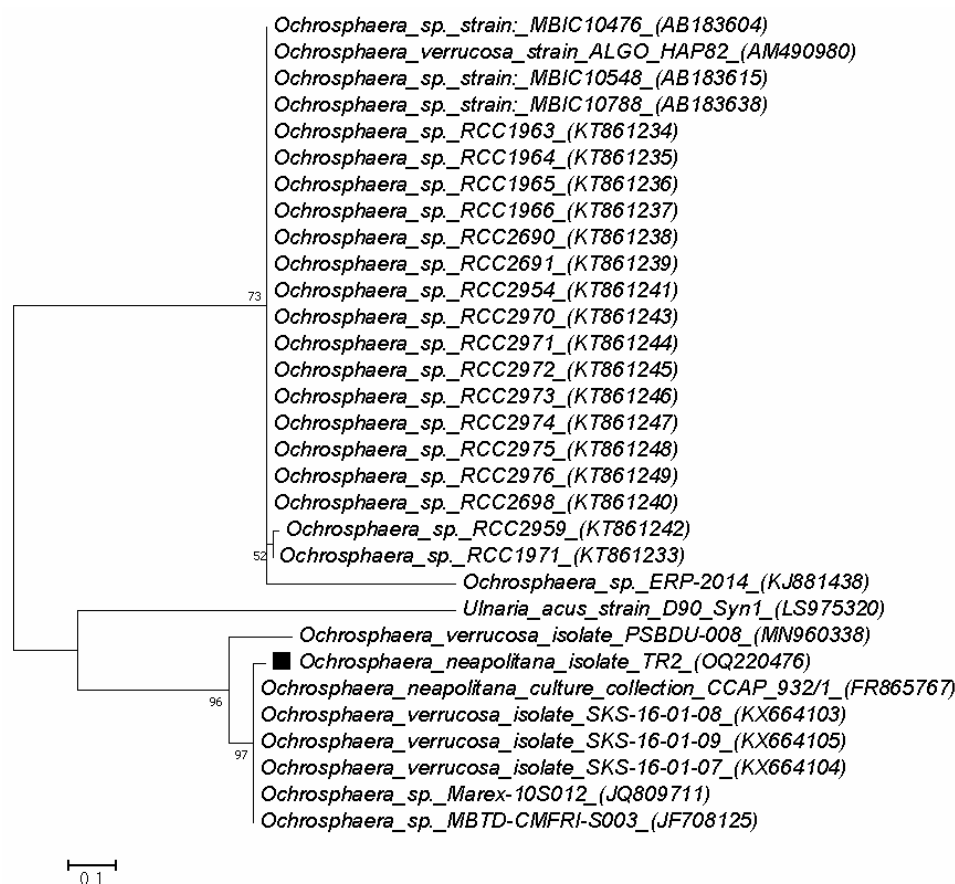 Ochrosphaera_sp._strain:_MBIC10476_(AB183604)
Ochrosphaera_verrucosa_strain_ALGO_HAP82_(AM490980)
Ochrosphaera_sp._strain:_MBIC10548_(AB183615)
Ochrosphaera_sp._strain:_MBIC10788_(AB183638)
Ochrosphaera_sp._RCC1963_(KT861234)
Ochrosphaera_sp._RCC1964_(KT861235)
Ochrosphaera_sp._RCC1965_(KT861236)
Ochrosphaera_sp._RCC1966_(KT861237)
Ochrosphaera_sp._RCC2690_(KT861238)
Ochrosphaera_sp._RCC2691_(KT861239)
73 Ochrosphaera_sp._RCC2954_(KT861241)
Ochrosphaera_sp._RCC2970_(KT861243)
Ochrosphaera_sp._RCC2971_(KT861244)
Ochrosphaera_sp._RCC2972_(KT861245)
Ochrosphaera_sp._RCC2973_(KT861246)
Ochrosphaera_sp._RCC2974_(KT861247)
Ochrosphaera_sp._RCC2975_(KT861248)
Ochrosphaera_sp._RCC2976_(KT861249)
Ochrosphaera_sp._RCC2698_(KT861240)
Ochrosphaera_sp._RCC2959_(KT861242)
52 Ochrosphaera_sp._RCC1971_(KT861233)
Ochrosphaera_sp._ERP-2014_(KJ881438)
Ulnaria_acus_strain_D90_Syn1_(LS975320)
Ochrosphaera_verrucosa_isolate_PSBDU-008_(MN960338)
Ochrosphaera_neapolitana_isolate_TR2_(OQ220476)
Ochrosphaera_neapolitana_culture_collection_CCAP_932/1_(FR865767)
96
Ochrosphaera_verrucosa_isolate_SKS-16-01-08_(KX664103)
Ochrosphaera_verrucosa_isolate_SKS-16-01-09_(KX664105)
97 Ochrosphaera_verrucosa_isolate_SKS-16-01-07_(KX664104)
Ochrosphaera_sp._Marex-10S012_(JQ809711)
Ochrosphaera_sp._MBTD-CMFRI-S003_(JF708125)
0.1